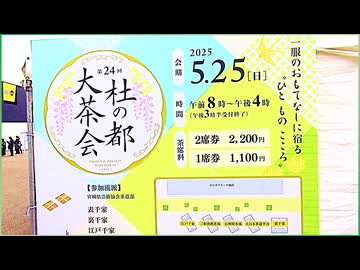 第24回
杜の都
大茶会
会期
2025
5.25［日］
時間
午前8時～午後4時
（午後3時半受付終了）
茶席料
2席券 2,200円
1席券 1,100円
一服のおもてなしに宿る
“ひと もの こころ”
【参加流派】
宮城県芸術協会茶道部
表千家
裏千家
江戸千家